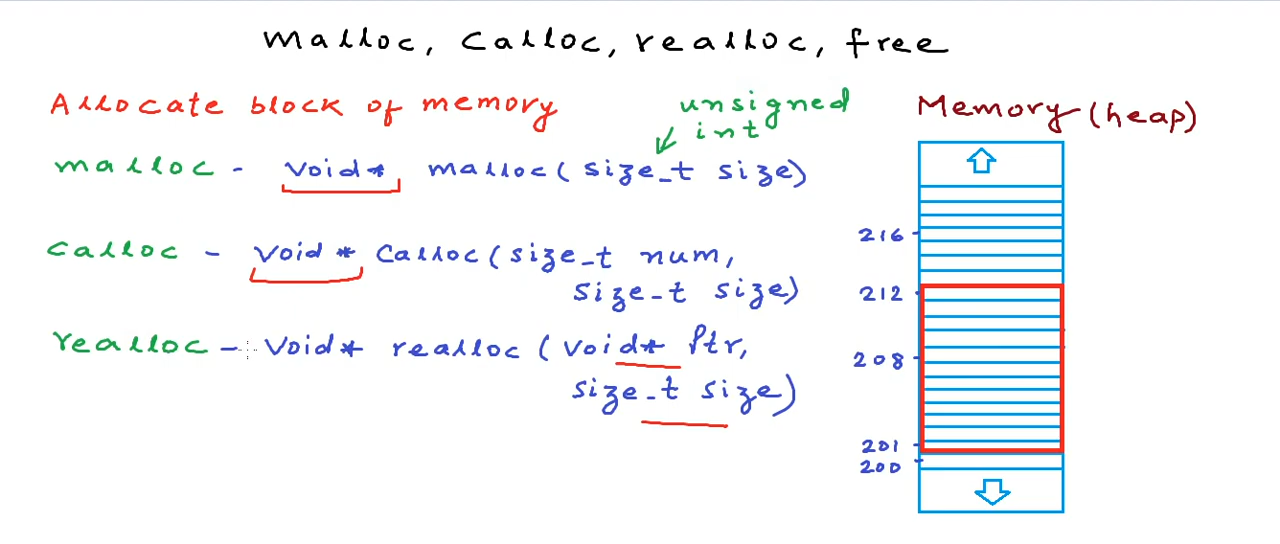 malloc, calloc, realloc, free
Allocate block of memory
unsigned
int
Memory (heap)
malloc - void* malloc(size_t size)
calloc - void* calloc(size_t num,
size_t size)
realloc - void* realloc (void* Ptr,
size_t size)
216
212
208
201
200